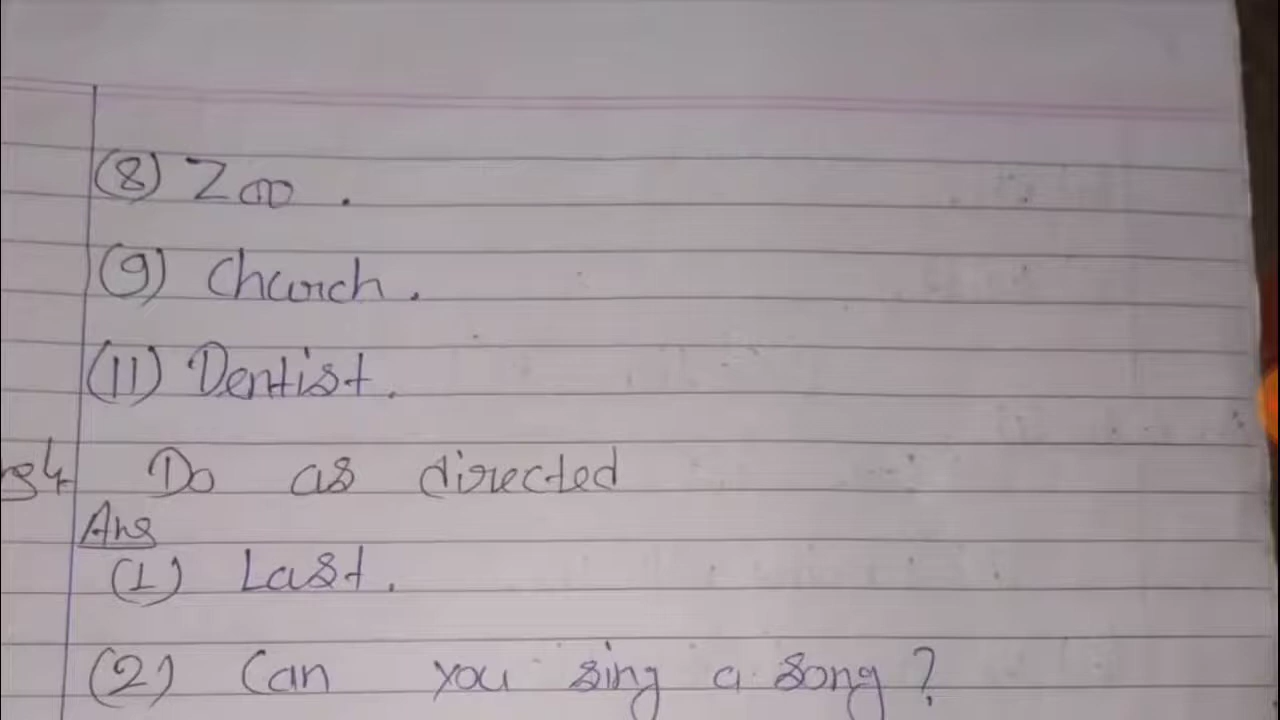 (8) Zoo.
(9) Church.
(11) Dentist.
Do as directed
Ans
(1) Last.
(2) Can you sing a song?